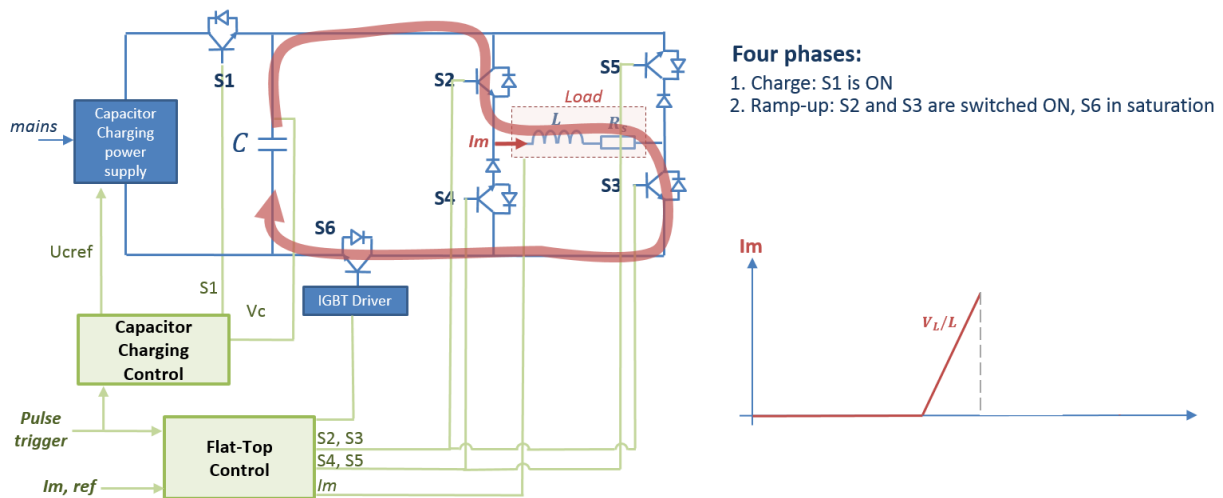 S1
S2
S5
Load
L
R_s
mains
Capacitor
Charging
power
supply
C
Im
S4
S3
S6
Ucref
S1
Vc
IGBT Driver
Capacitor
Charging
Control
Pulse
trigger
Flat-Top
Control
S2, S3
S4, S5
Im
Im, ref
Four phases:
1. Charge: S1 is ON
2. Ramp-up: S2 and S3 are switched ON, S6 in saturation
Im
V_L/L